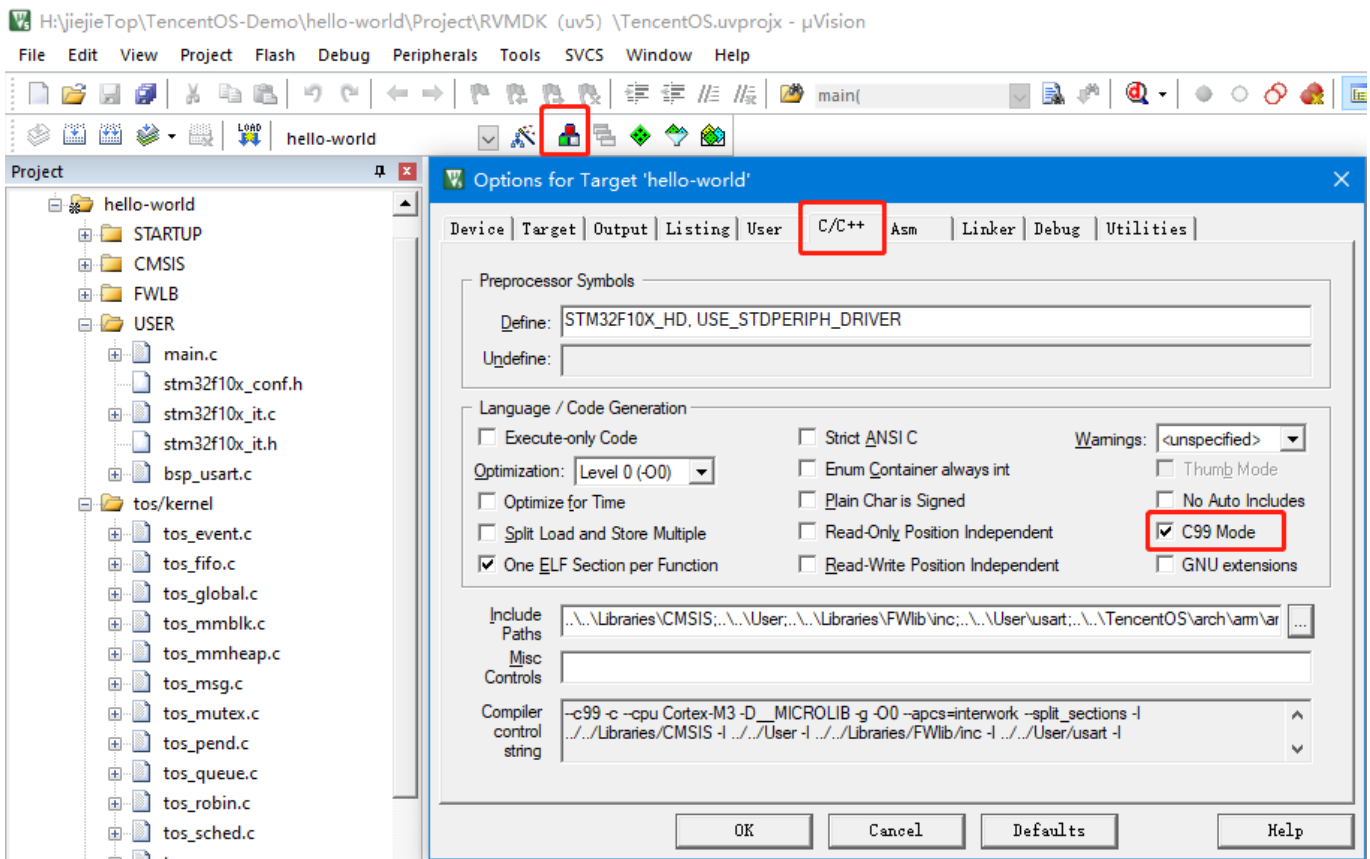 H:\jiejieTop\TencentOS-Demo\hello-world\Project\RVMDK (uv5) \TencentOS.uvprojx - µVision
File Edit View Project Flash Debug Peripherals Tools SVCS Window Help
main(
LOAD hello-world
Project
hello-world
STARTUP
CMSIS
FWLB
USER
main.c
stm32f10x_conf.h
stm32f10x_it.c
stm32f10x_it.h
bsp_usart.c
tos/kernel
tos_event.c
tos_fifo.c
tos_global.c
tos_mmblk.c
tos_mmheap.c
tos_msg.c
tos_mutex.c
tos_pend.c
tos_queue.c
tos_robin.c
tos_sched.c
Options for Target 'hello-world'
Device Target Output Listing User C/C++ Asm Linker Debug Utilities
Preprocessor Symbols
Define: STM32F10X_HD, USE_STDPERIPH_DRIVER
Undefine:
Language / Code Generation
Execute-only Code Strict ANSI C Warnings: <unspecified>
Optimization: Level 0 (-O0) Enum Container always int Thumb Mode
Optimize for Time Plain Char is Signed No Auto Includes
Split Load and Store Multiple Read-Only Position Independent C99 Mode
One ELF Section per Function Read-Write Position Independent GNU extensions
Include Paths ..\..\Libraries\CMSIS;..\..\User;..\..\Libraries\FWlib\inc;..\..\User\usart;..\..\TencentOS\arch\arm\ar ...
Misc Controls
Compiler control string --c99 -c --cpu Cortex-M3 -D__MICROLIB -g -O0 --apcs=interwork --split_sections -I
../../Libraries/CMSIS -I ../../User -I ../../Libraries/FWlib/inc -I ../../User/usart -I
OK Cancel Defaults Help